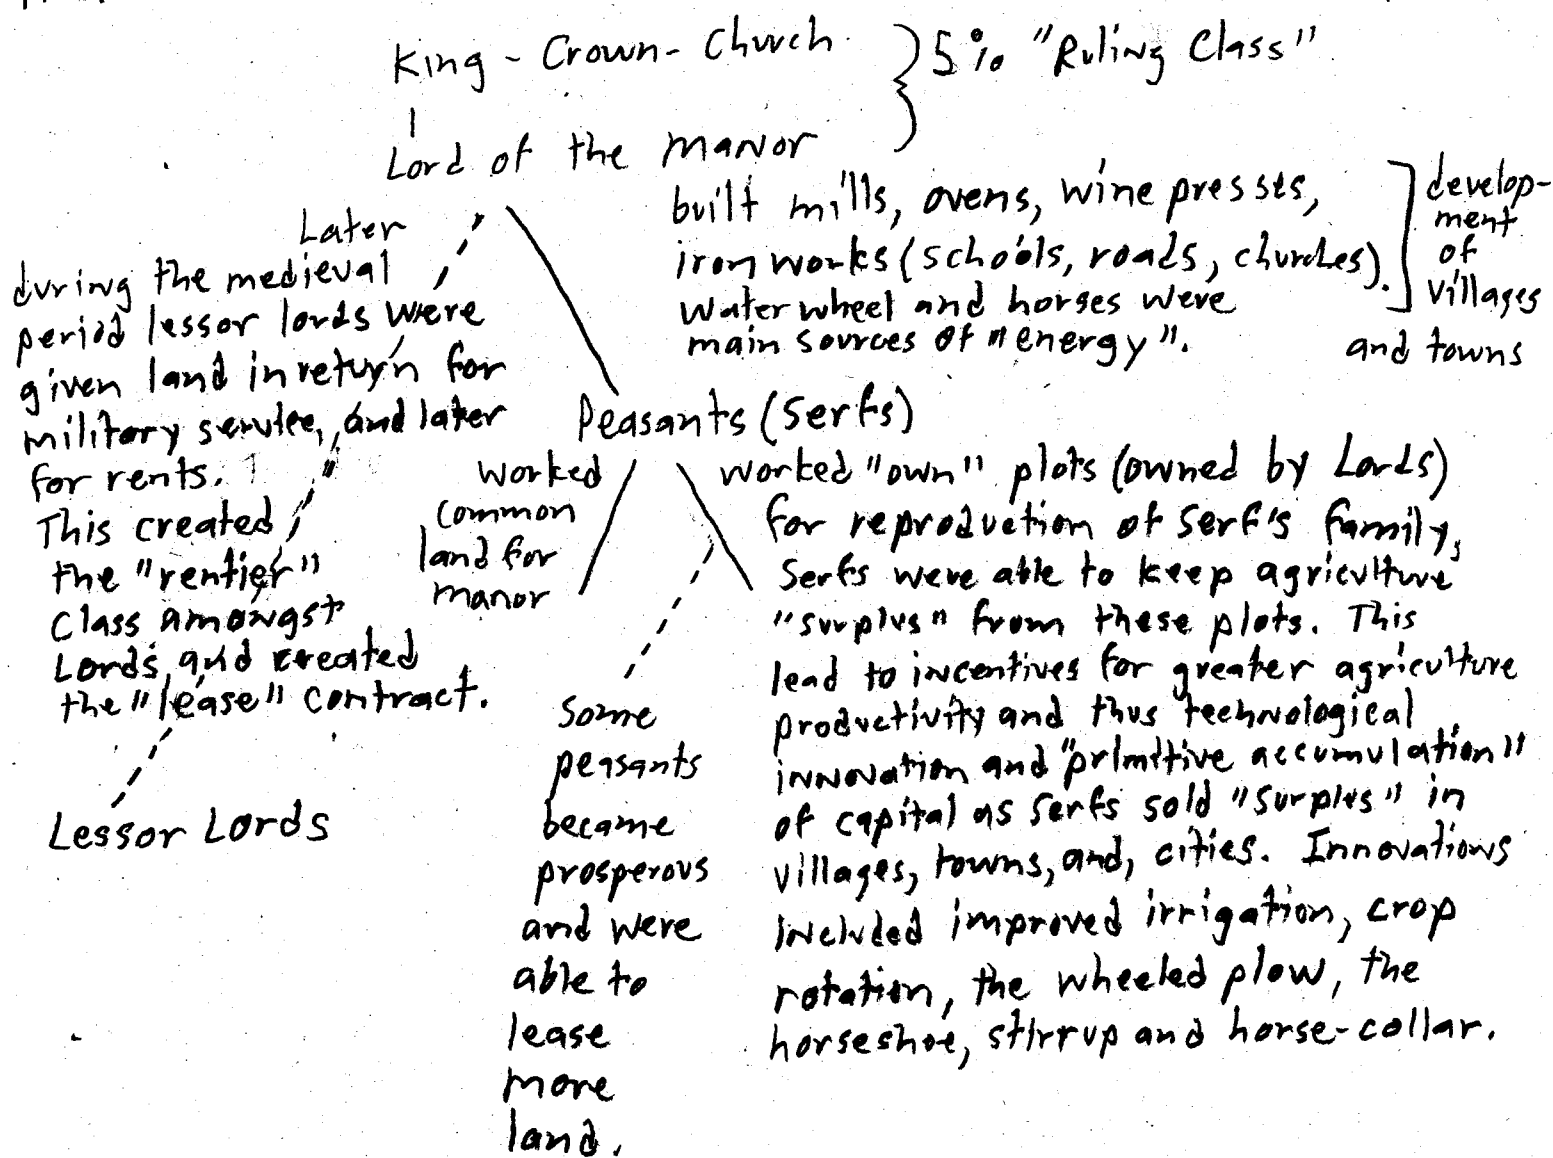 King - Crown - Church
5% "Ruling Class"
Lord of the Manor
built mills, ovens, wine presses,
iron works (schools, roads, churches).
Water wheel and horses were
main sources of "energy".
develop-
ment
of
villages
and towns
Later
during the medieval
period lessor lords were
given land in return for
military service, and later
for rents.
This created
the "rentier"
class amongst
Lords, and created
the "lease" contract.
Lessor Lords
Peasants (Serfs)
worked
common
land for
manor
worked "own" plots (owned by Lords)
for reproduction of serf's family,
Serfs were able to keep agriculture
"surplus" from these plots. This
lead to incentives for greater agriculture
productivity and thus technological
innovation and "primitive accumulation"
of capital as serfs sold "surplus" in
villages, towns, and, cities. Innovations
included improved irrigation, crop
rotation, the wheeled plow, the
horseshoe, stirrup and horse-collar.
Some
peasants
became
prosperous
and were
able to
lease
more
land.